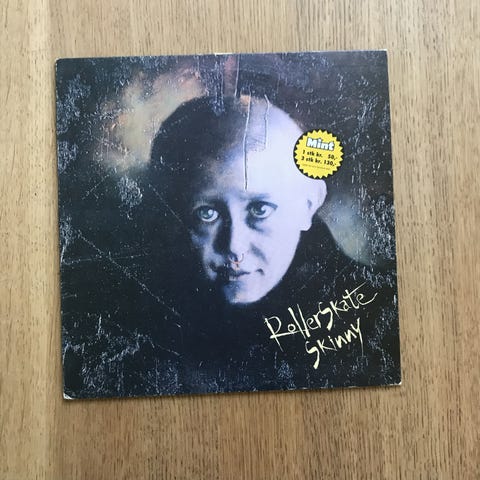 Mint
1 stk kr. 50,-
3 stk kr. 130,-
Rollerskate
Skinny